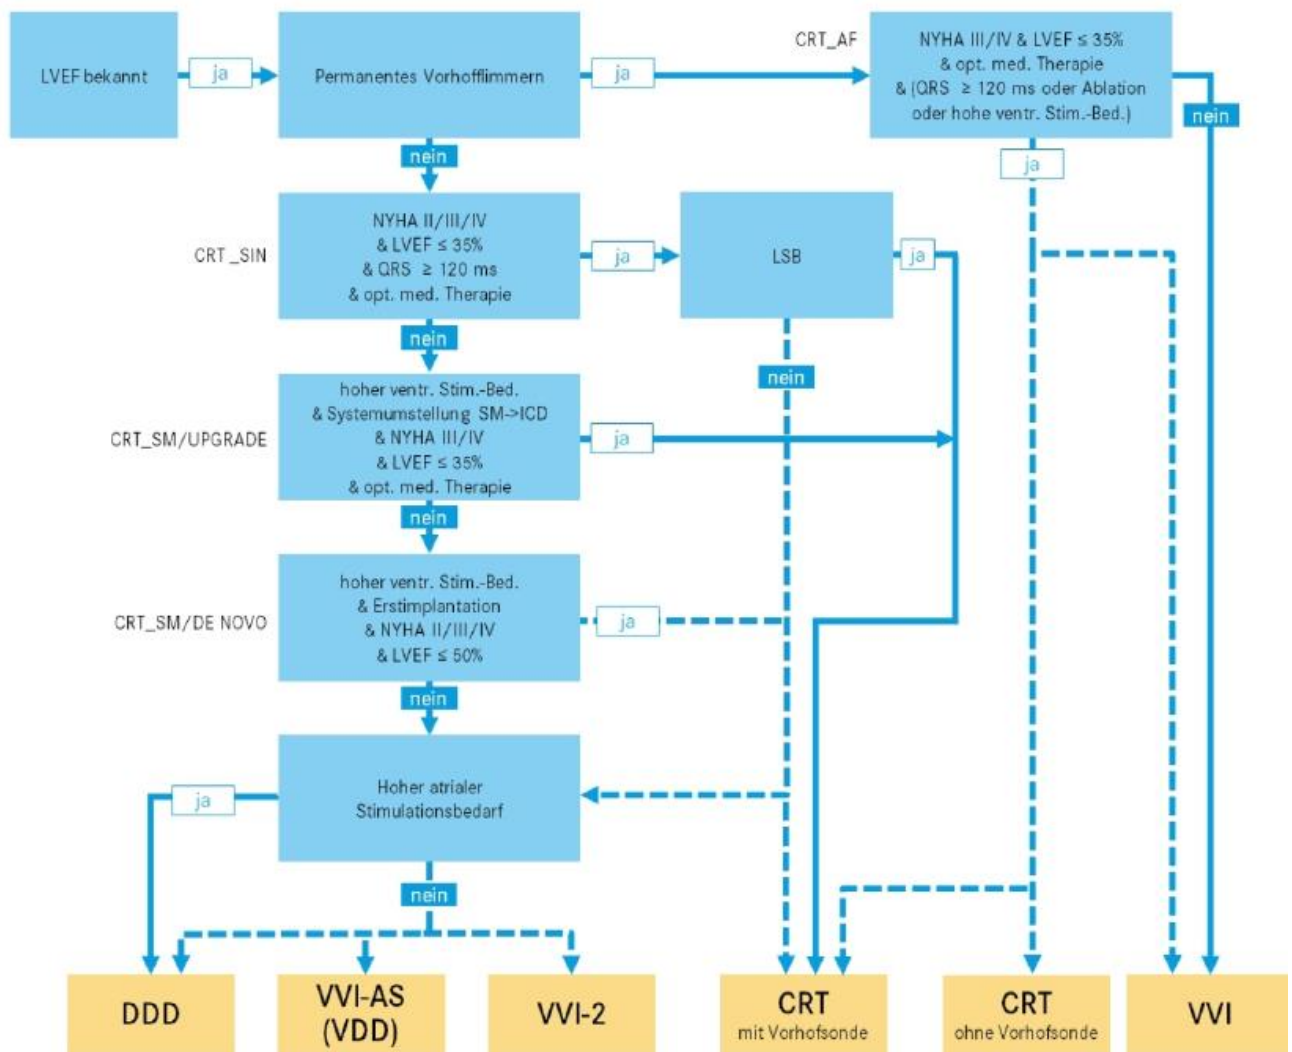 CRT_AF
LVEF bekannt
ja
Permanentes Vorhofflimmern
ja
NYHA III/IV & LVEF ≤ 35%
& opt. med. Therapie
& (QRS ≥ 120 ms oder Ablation
oder hohe ventr. Stim.-Bed.)
nein
nein
ja
CRT_SIN
NYHA II/III/IV
& LVEF ≤ 35%
& QRS ≥ 120 ms
& opt. med. Therapie
ja
LSB
ja
nein
nein
CRT_SM/UPGRADE
hoher ventr. Stim.-Bed.
& Systemumstellung SM->ICD
& NYHA III/IV
& LVEF ≤ 35%
& opt. med. Therapie
ja
nein
CRT_SM/DE NOVO
hoher ventr. Stim.-Bed.
& Erstimplantation
& NYHA II/III/IV
& LVEF ≤ 50%
ja
nein
ja
Hoher atrialer
Stimulationsbedarf
nein
DDD
VVI-AS
(VDD)
VVI-2
CRT
mit Vorhofsonde
CRT
ohne Vorhofsonde
VVI